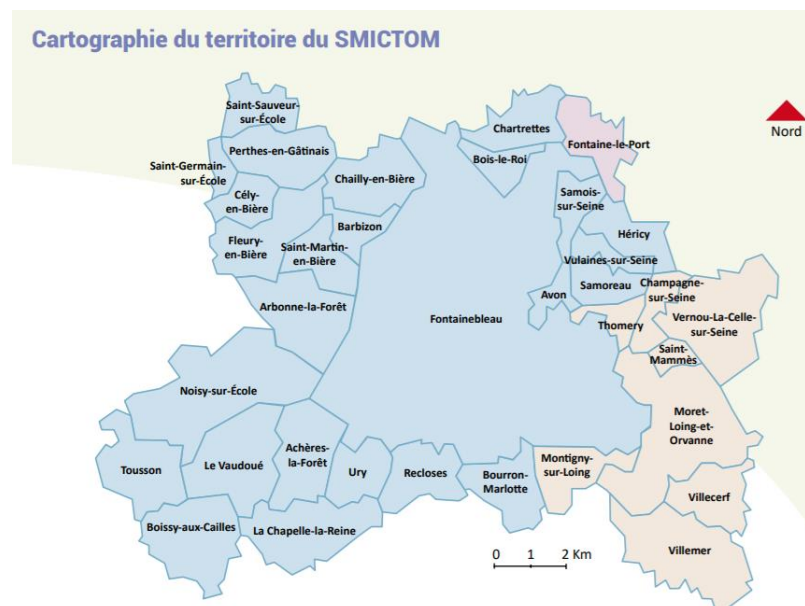 Cartographie du territoire du SMICTOM
Nord
Saint-Sauveur-
sur-École
Chartrettes
Fontaine-le-Port
Perthes-en-Gâtinais
Bois-le-Roi
Saint-Germain-
sur-École
Chailly-en-Bière
Cély-
en-Bière
Samois-
sur-Seine
Barbizon
Héricy
Fleury-
en-Bière
Saint-Martin-
en-Bière
Vulaines-sur-Seine
Samoreau
Champagne-
sur-Seine
Avon
Arbonne-la-Forêt
Fontainebleau
Thomery
Vernou-La-Celle-
sur-Seine
Saint-
Mammès
Noisy-sur-École
Moret-
Loing-et-
Orvanne
Achères-
la-Forêt
Tousson
Le Vaudoué
Ury
Recloses
Bourron-
Marlotte
Montigny-
sur-Loing
Villecerf
Boissy-aux-Cailles
La Chapelle-la-Reine
Villemer
0 1 2 Km